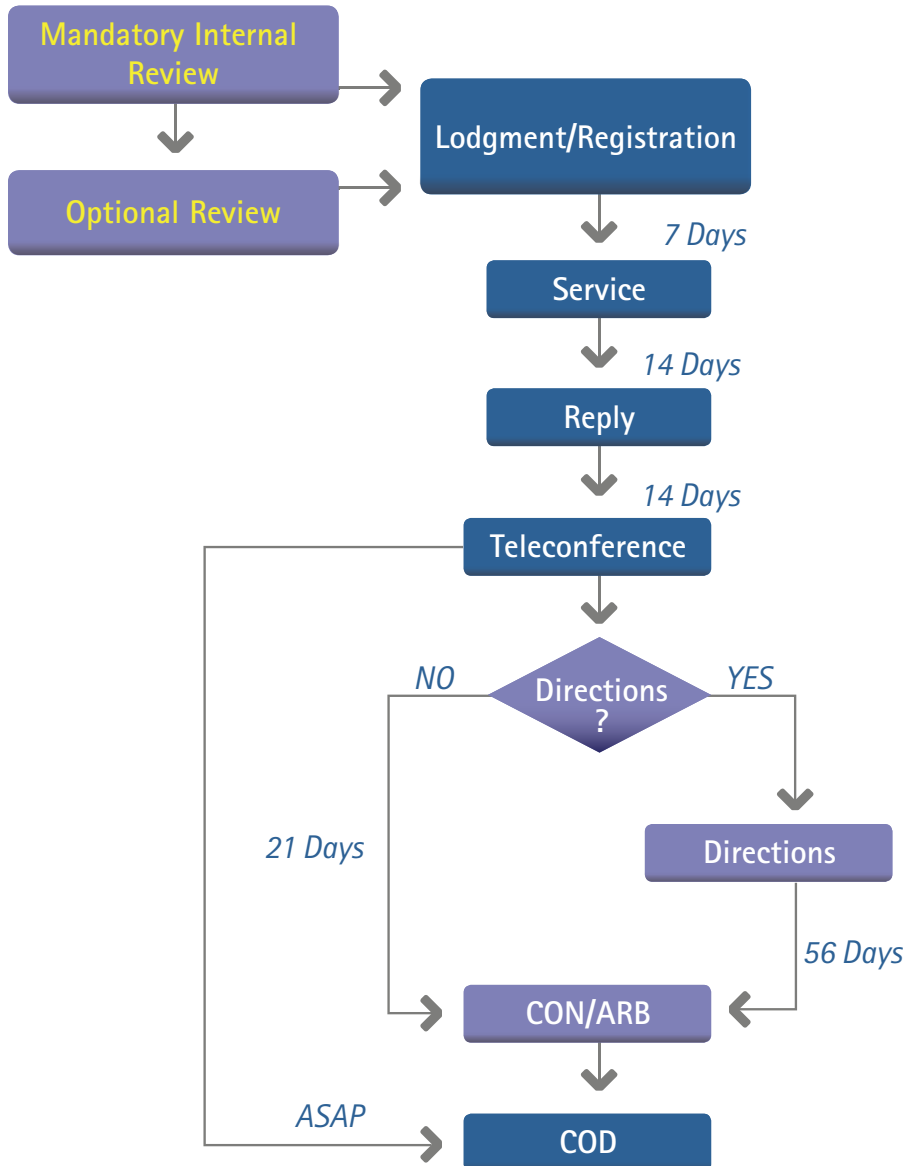 Mandatory Internal
Review
Optional Review
Lodgment/Registration
7 Days
Service
14 Days
Reply
14 Days
Teleconference
NO
Directions
?
YES
21 Days
Directions
56 Days
CON/ARB
ASAP
COD